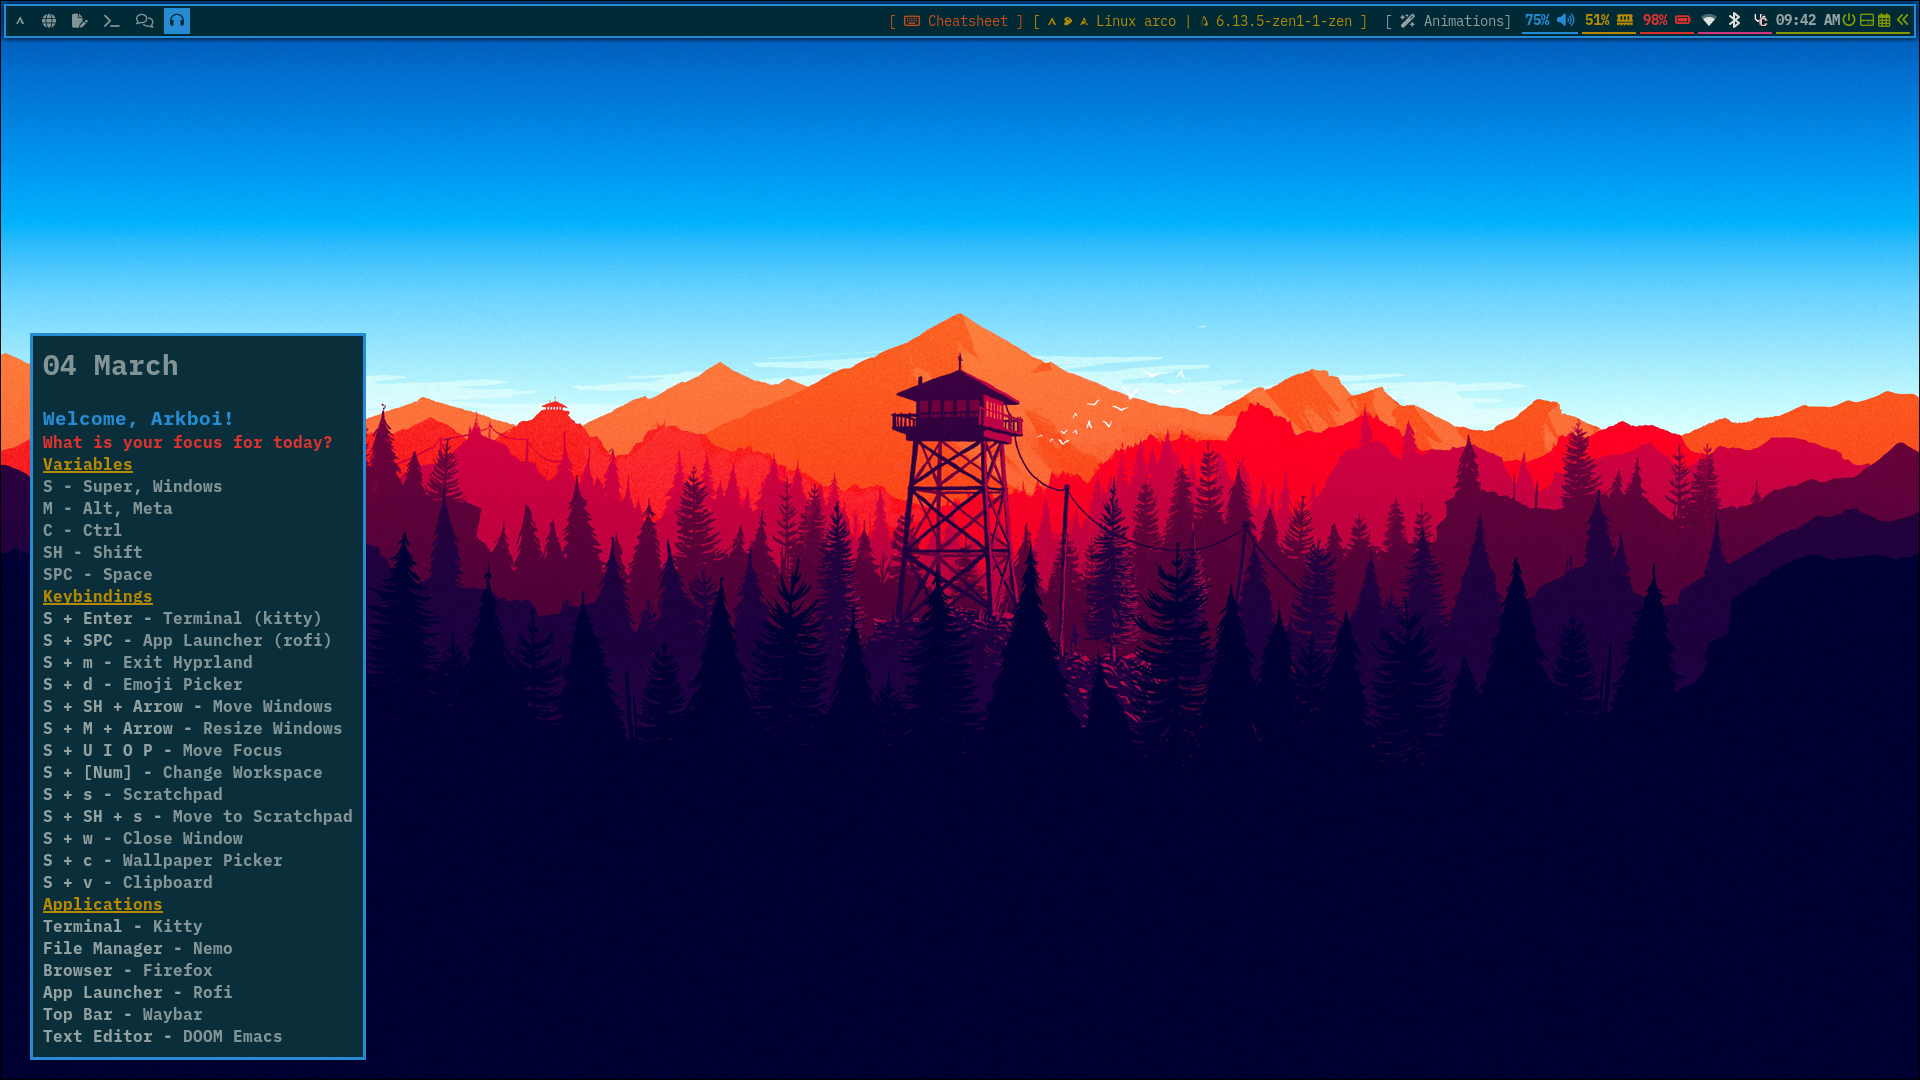 [ Cheatsheet ] [ Linux arco | 6.13.5-zen1-1-zen ] [ Animations] 75% 51% 98% 09:42 AM
04 March
Welcome, Arkboi!
What is your focus for today?
Variables
S - Super, Windows
M - Alt, Meta
C - Ctrl
SH - Shift
SPC - Space
Keybindings
S + Enter - Terminal (kitty)
S + SPC - App Launcher (rofi)
S + m - Exit Hyprland
S + d - Emoji Picker
S + SH + Arrow - Move Windows
S + M + Arrow - Resize Windows
S + U I O P - Move Focus
S + [Num] - Change Workspace
S + s - Scratchpad
S + SH + s - Move to Scratchpad
S + w - Close Window
S + c - Wallpaper Picker
S + v - Clipboard
Applications
Terminal - Kitty
File Manager - Nemo
Browser - Firefox
App Launcher - Rofi
Top Bar - Waybar
Text Editor - DOOM Emacs